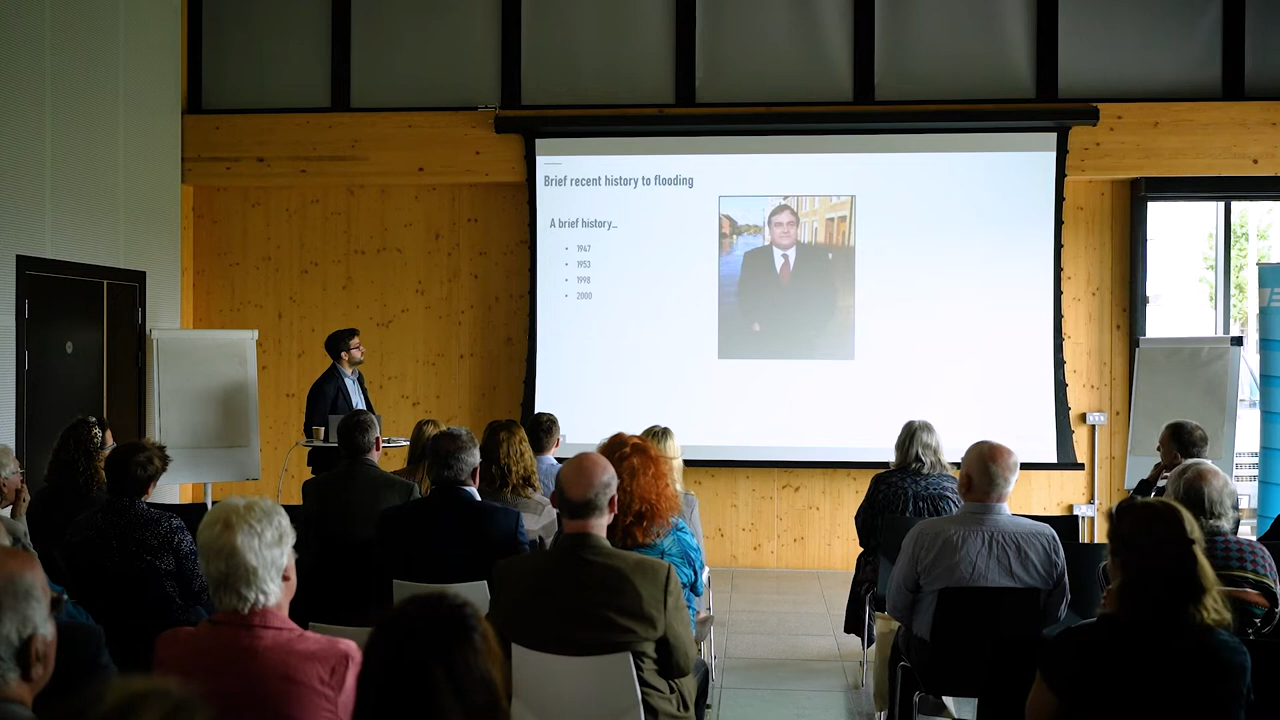 Brief recent history to flooding
A brief history...
• 1947
• 1953
• 1998
• 2000